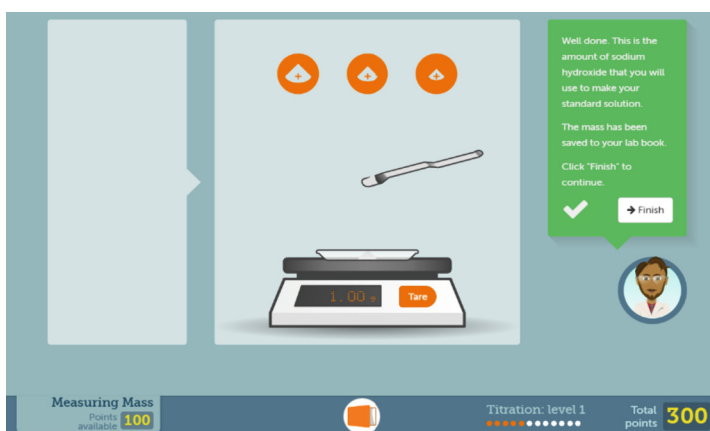 Well done. This is the
amount of sodium
hydroxide that you will
use to make your
standard solution.
The mass has been
saved to your lab book.
Click "Finish" to
continue.
→ Finish
1.00 g
Tare
Measuring Mass
Points
available 100
Titration: level 1
Total
points 300